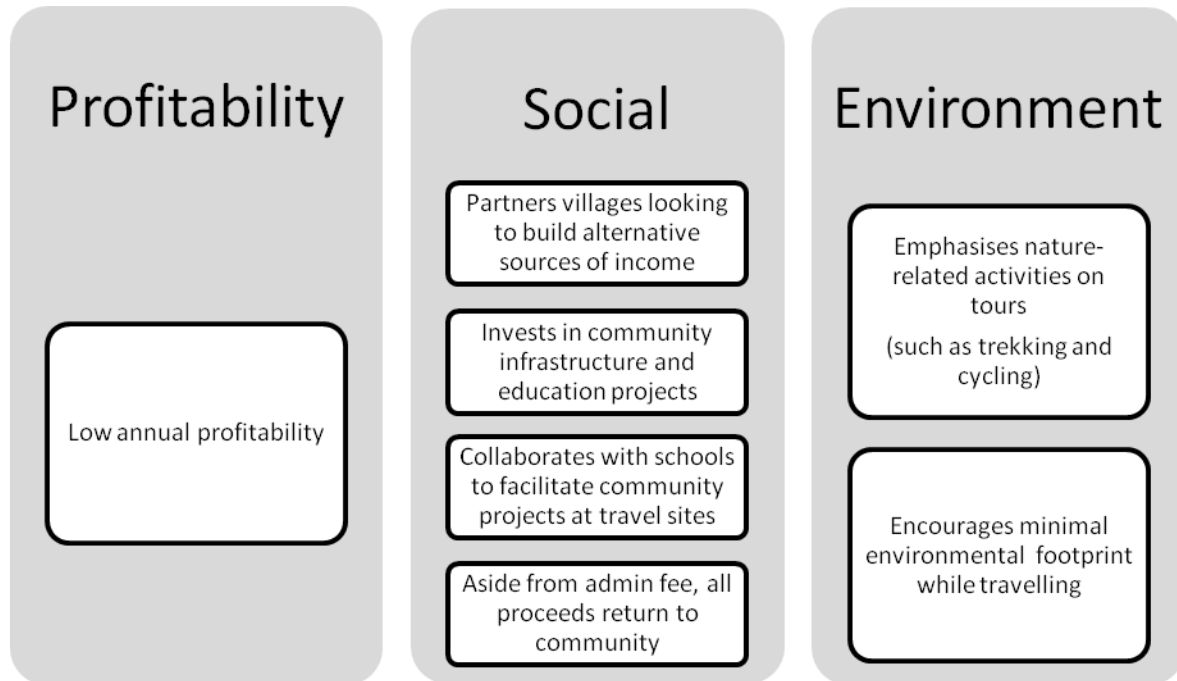 Profitability
Low annual profitability
Social
Partners villages looking
to build alternative
sources of income
Invests in community
infrastructure and
education projects
Collaborates with schools
to facilitate community
projects at travel sites
Aside from admin fee, all
proceeds return to
community
Environment
Emphasises nature-
related activities on
tours
(such as trekking and
cycling)
Encourages minimal
environmental footprint
while travelling